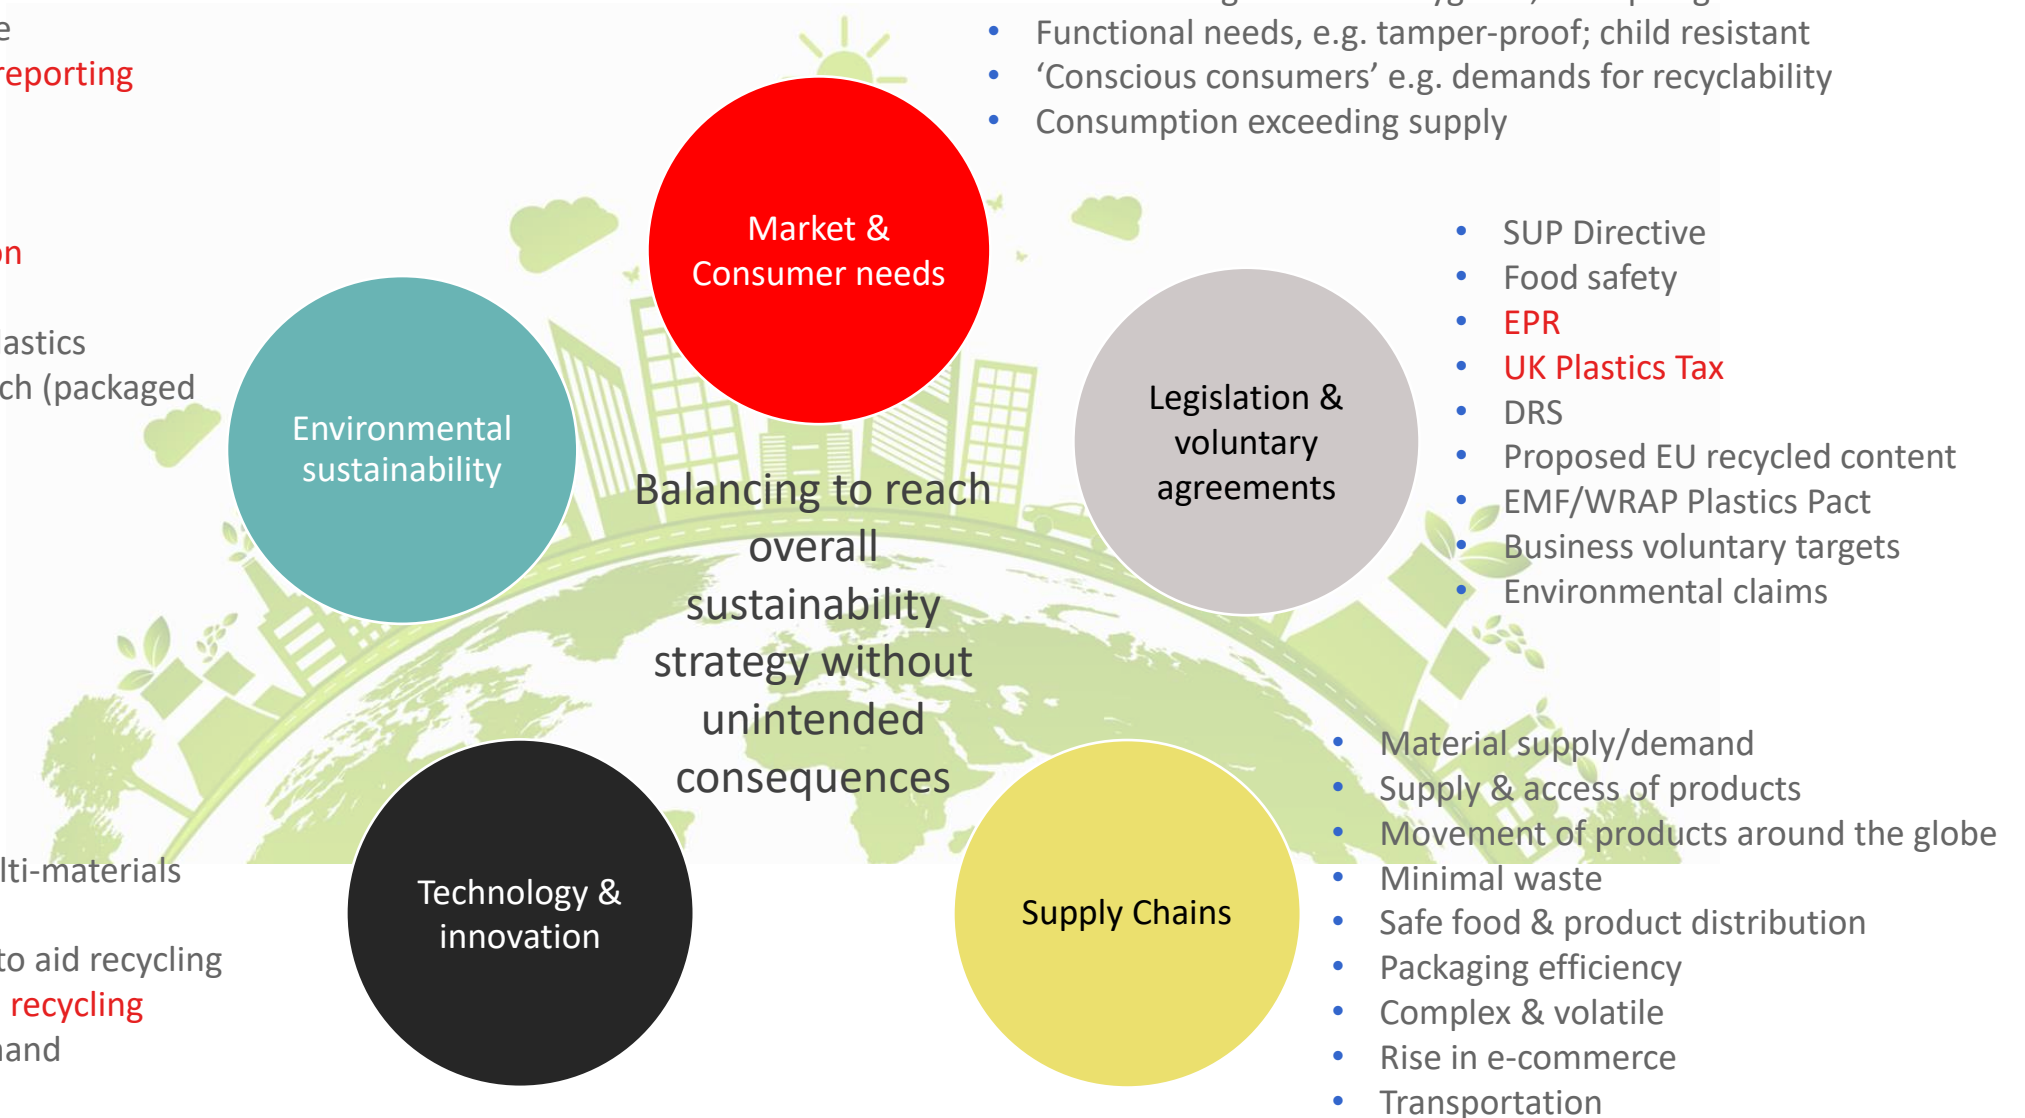 e
reporting
on
lastics
ch (packaged
• Functional needs, e.g. tamper-proof; child resistant
• ‘Conscious consumers’ e.g. demands for recyclability
• Consumption exceeding supply
Market &
Consumer needs
Environmental
sustainability
Legislation &
voluntary
agreements
• SUP Directive
• Food safety
• EPR
• UK Plastics Tax
• DRS
• Proposed EU recycled content
• EMF/WRAP Plastics Pact
• Business voluntary targets
• Environmental claims
Balancing to reach
overall
sustainability
strategy without
unintended
consequences
lti-materials
to aid recycling
recycling
hand
Technology &
innovation
Supply Chains
• Material supply/demand
• Supply & access of products
• Movement of products around the globe
• Minimal waste
• Safe food & product distribution
• Packaging efficiency
• Complex & volatile
• Rise in e-commerce
• Transportation